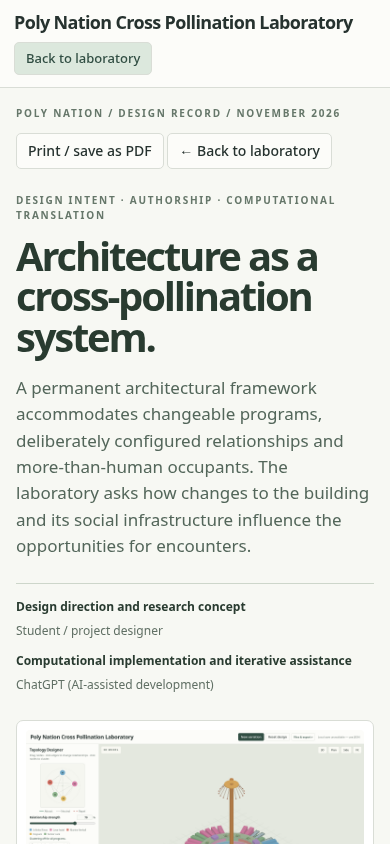 Poly Nation Cross Pollination Laboratory
Back to laboratory
POLY NATION / DESIGN RECORD / NOVEMBER 2026
Print / save as PDF
← Back to laboratory
DESIGN INTENT · AUTHORSHIP · COMPUTATIONAL
TRANSLATION
Architecture as a
cross-pollination
system.
A permanent architectural framework
accommodates changeable programs,
deliberately configured relationships and
more-than-human occupants. The
laboratory asks how changes to the building
and its social infrastructure influence the
opportunities for encounters.
Design direction and research concept
Student / project designer
Computational implementation and iterative assistance
ChatGPT (AI-assisted development)
Poly Nation Cross Pollination Laboratory
Topology Designer